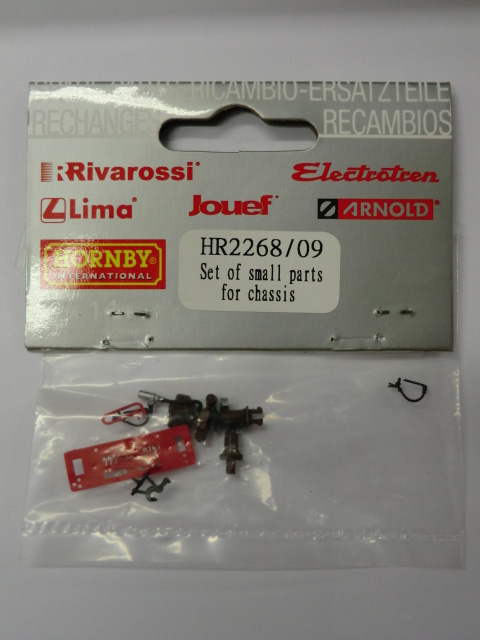 RICAMBIO-ERSATZTEILE
RECHANGES RECAMBIOS
Rivarossi Electrotren
Lima Jouef ARNOLD
HORNBY
INTERNATIONAL
HR2268/09
Set of small parts
for chassis